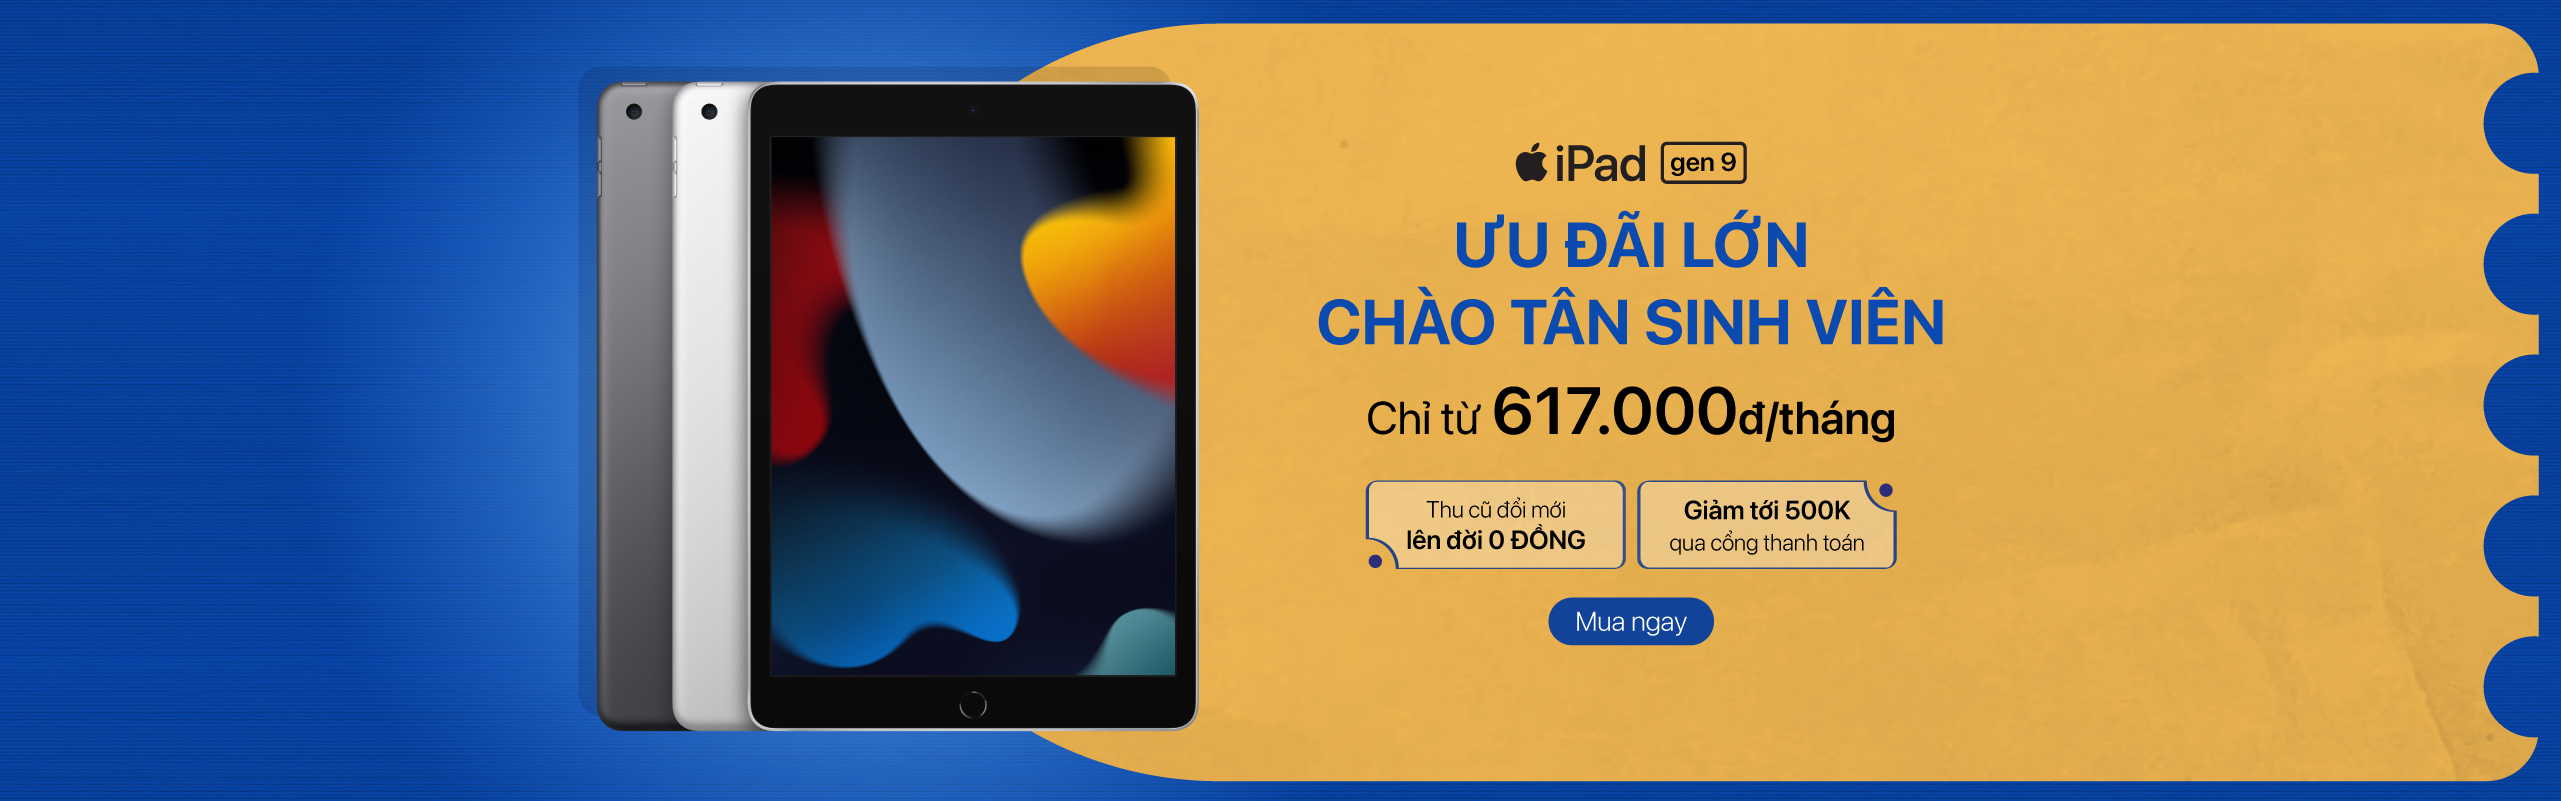 iPad gen 9
ƯU ĐÃI LỚN
CHÀO TÂN SINH VIÊN
Chỉ từ 617.000đ/tháng
Thu cũ đổi mới
lên đời 0 ĐỒNG
Giảm tới 500K
qua cổng thanh toán
Mua ngay